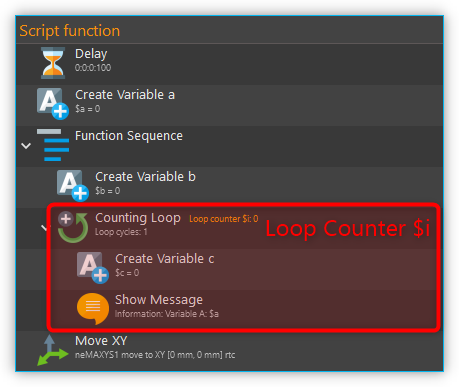 Script function
Delay
0:0:0:100
Create Variable a
$a = 0
Function Sequence
Create Variable b
$b = 0
Counting Loop Loop counter $i: 0
Loop cycles: 1
Loop Counter $i
Create Variable c
$c = 0
Show Message
Information: Variable A: $a
Move XY
neMAXYS1 move to XY [0 mm, 0 mm] rtc